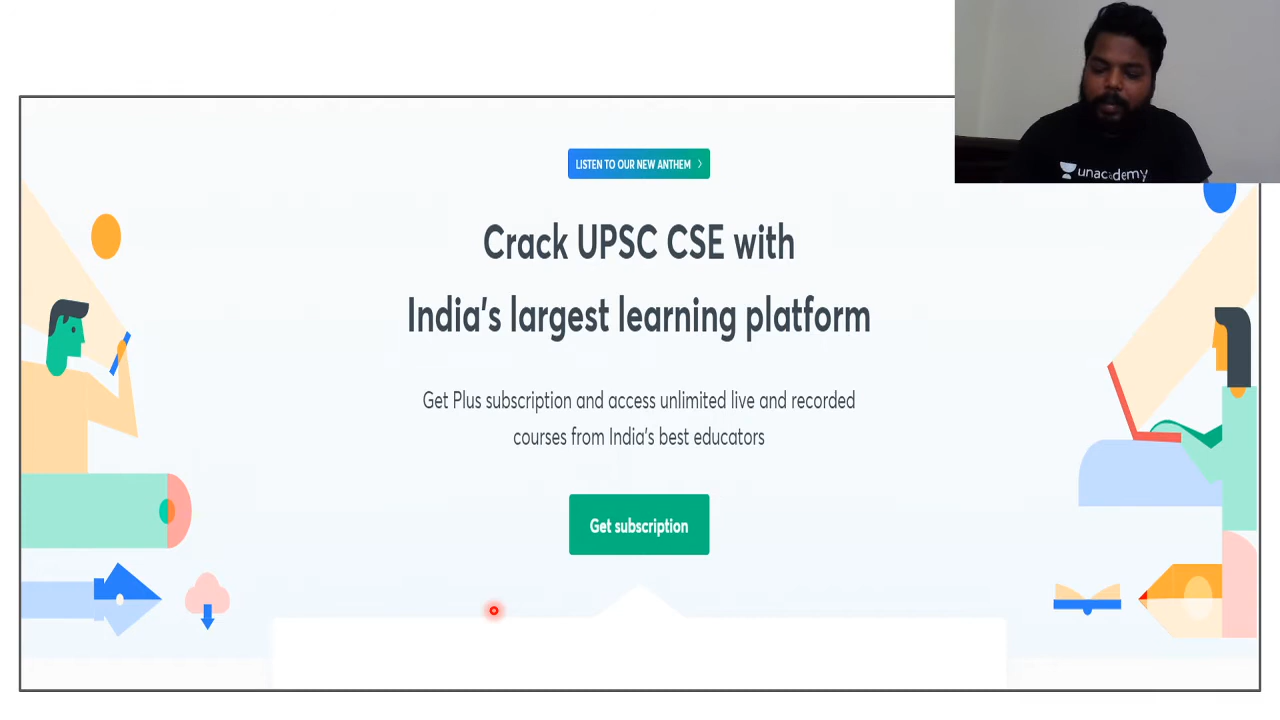 LISTEN TO OUR NEW ANTHEM
Crack UPSC CSE with
India's largest learning platform
Get Plus subscription and access unlimited live and recorded
courses from India's best educators
Get subscription
unacademy